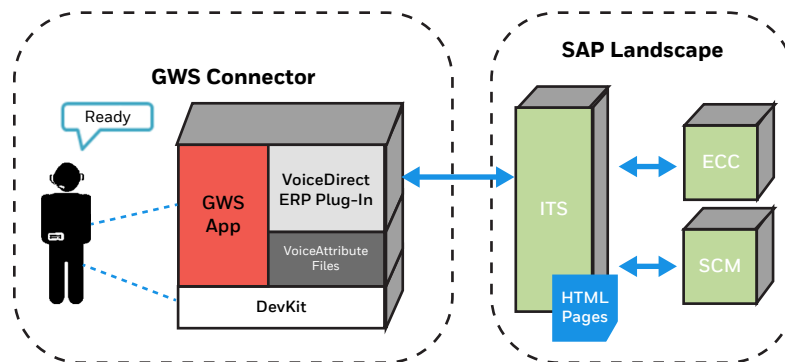 GWS Connector
SAP Landscape
Ready
GWS
App
VoiceDirect
ERP Plug-In
VoiceAttribute
Files
DevKit
ITS
HTML
Pages
ECC
SCM